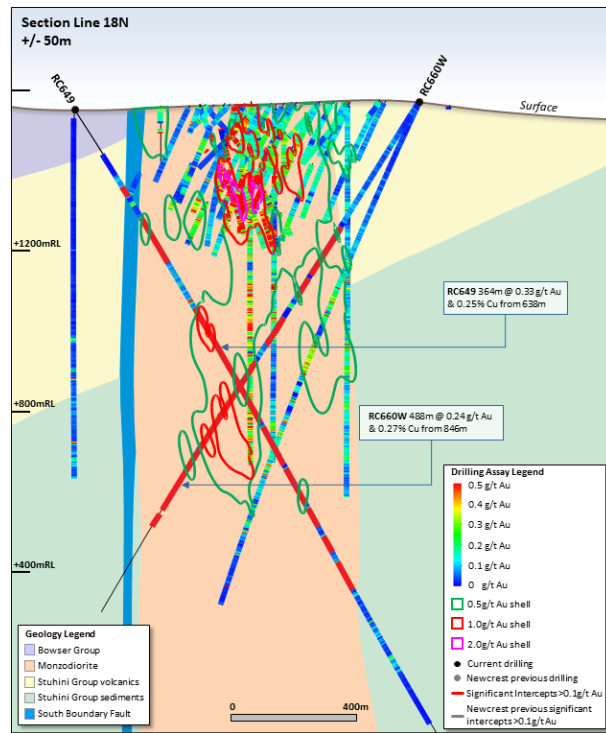 Section Line 18N
+/- 50m
RC649
RC660W
Surface
+1200mRL
RC649 364m @ 0.33 g/t Au
& 0.25% Cu from 638m
+800mRL
RC660W 488m @ 0.24 g/t Au
& 0.27% Cu from 846m
+400mRL
Drilling Assay Legend
0.5 g/t Au
0.4 g/t Au
0.3 g/t Au
0.2 g/t Au
0.1 g/t Au
0 g/t Au
0.5g/t Au shell
1.0g/t Au shell
2.0g/t Au shell
Current drilling
Newcrest previous drilling
Significant Intercepts >0.1g/t Au
Newcrest previous significant
intercepts >0.1g/t Au
Geology Legend
Bowser Group
Monzodiorite
Stuhini Group volcanics
Stuhini Group sediments
South Boundary Fault
0
400m